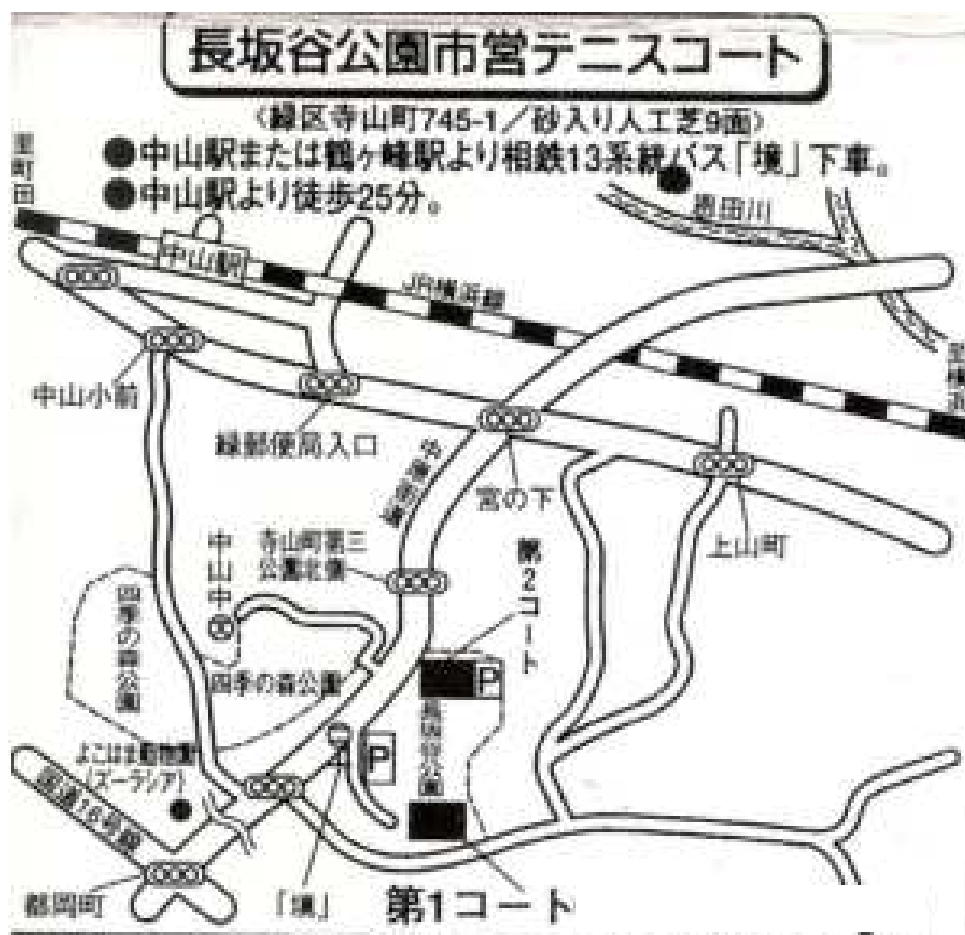 長坂谷公園市営テニスコート
〈緑区寺山町745-1/砂入り人工芝9面〉
●中山駅または鶴ヶ峰駅より相鉄13系統バス「境」下車。
●中山駅より徒歩25分。
至町田
恩田川
中山駅
JR横浜線
至横浜
中山小前
緑郵便局入口
宮の下
上山町
中山中
寺山町第三
公園北側
第2コート
四季の森公園
四季の森公園
P
長坂谷公園
P
よこはま動物園
(ズーラシア)
国道16号線
都岡町
「境」
第1コート